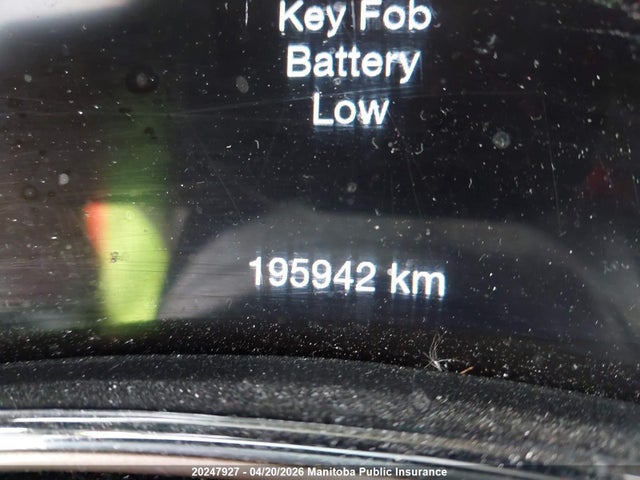 Key Fob
Battery
Low
195942 km
20247927 - 04/20/2026 Manitoba Public Insurance